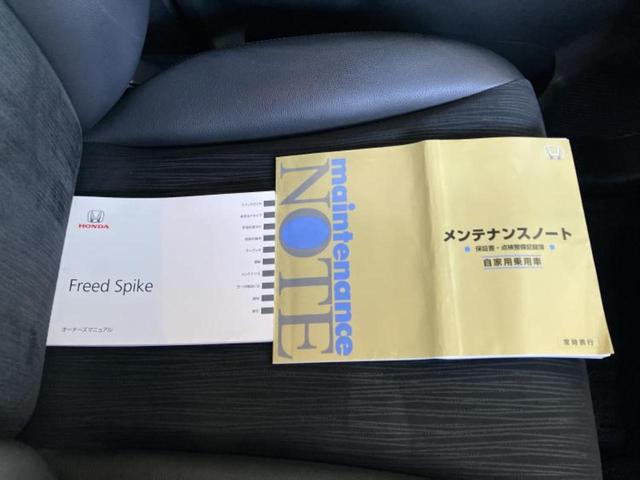 HONDA
Freed Spike
オーナーズマニュアル
maintenance
NOTE
メンテナンスノート
保証書・点検整備記録簿
自家用乗用車
常時携行